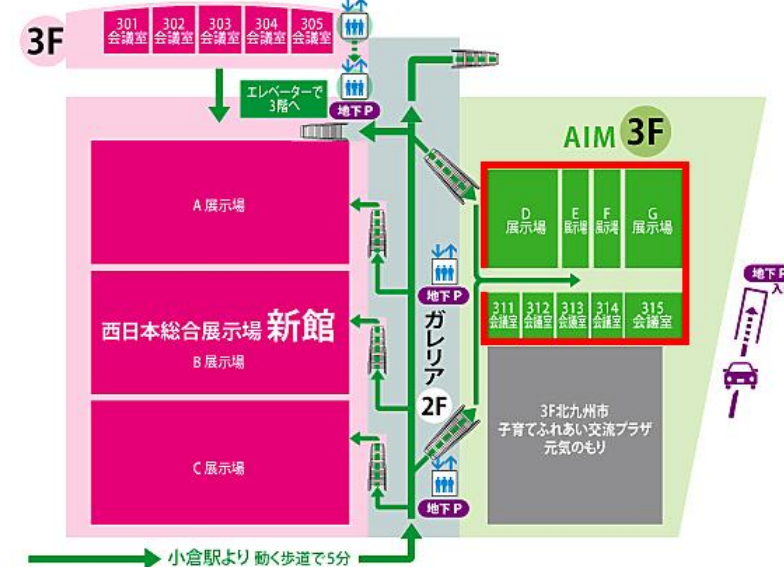 3F
301
会議室
302
会議室
303
会議室
304
会議室
305
会議室
エレベーターで
3階へ
地下P
AIM 3F
A 展示場
D
展示場
E
展示場
F
展示場
G
展示場
地下P
入
地下P
311
会議室
312
会議室
313
会議室
314
会議室
315
会議室
西日本総合展示場 新館
B 展示場
ガレリア
2F
3F北九州市
子育てふれあい交流プラザ
元気のもり
C 展示場
地下P
小倉駅より 動く歩道で5分